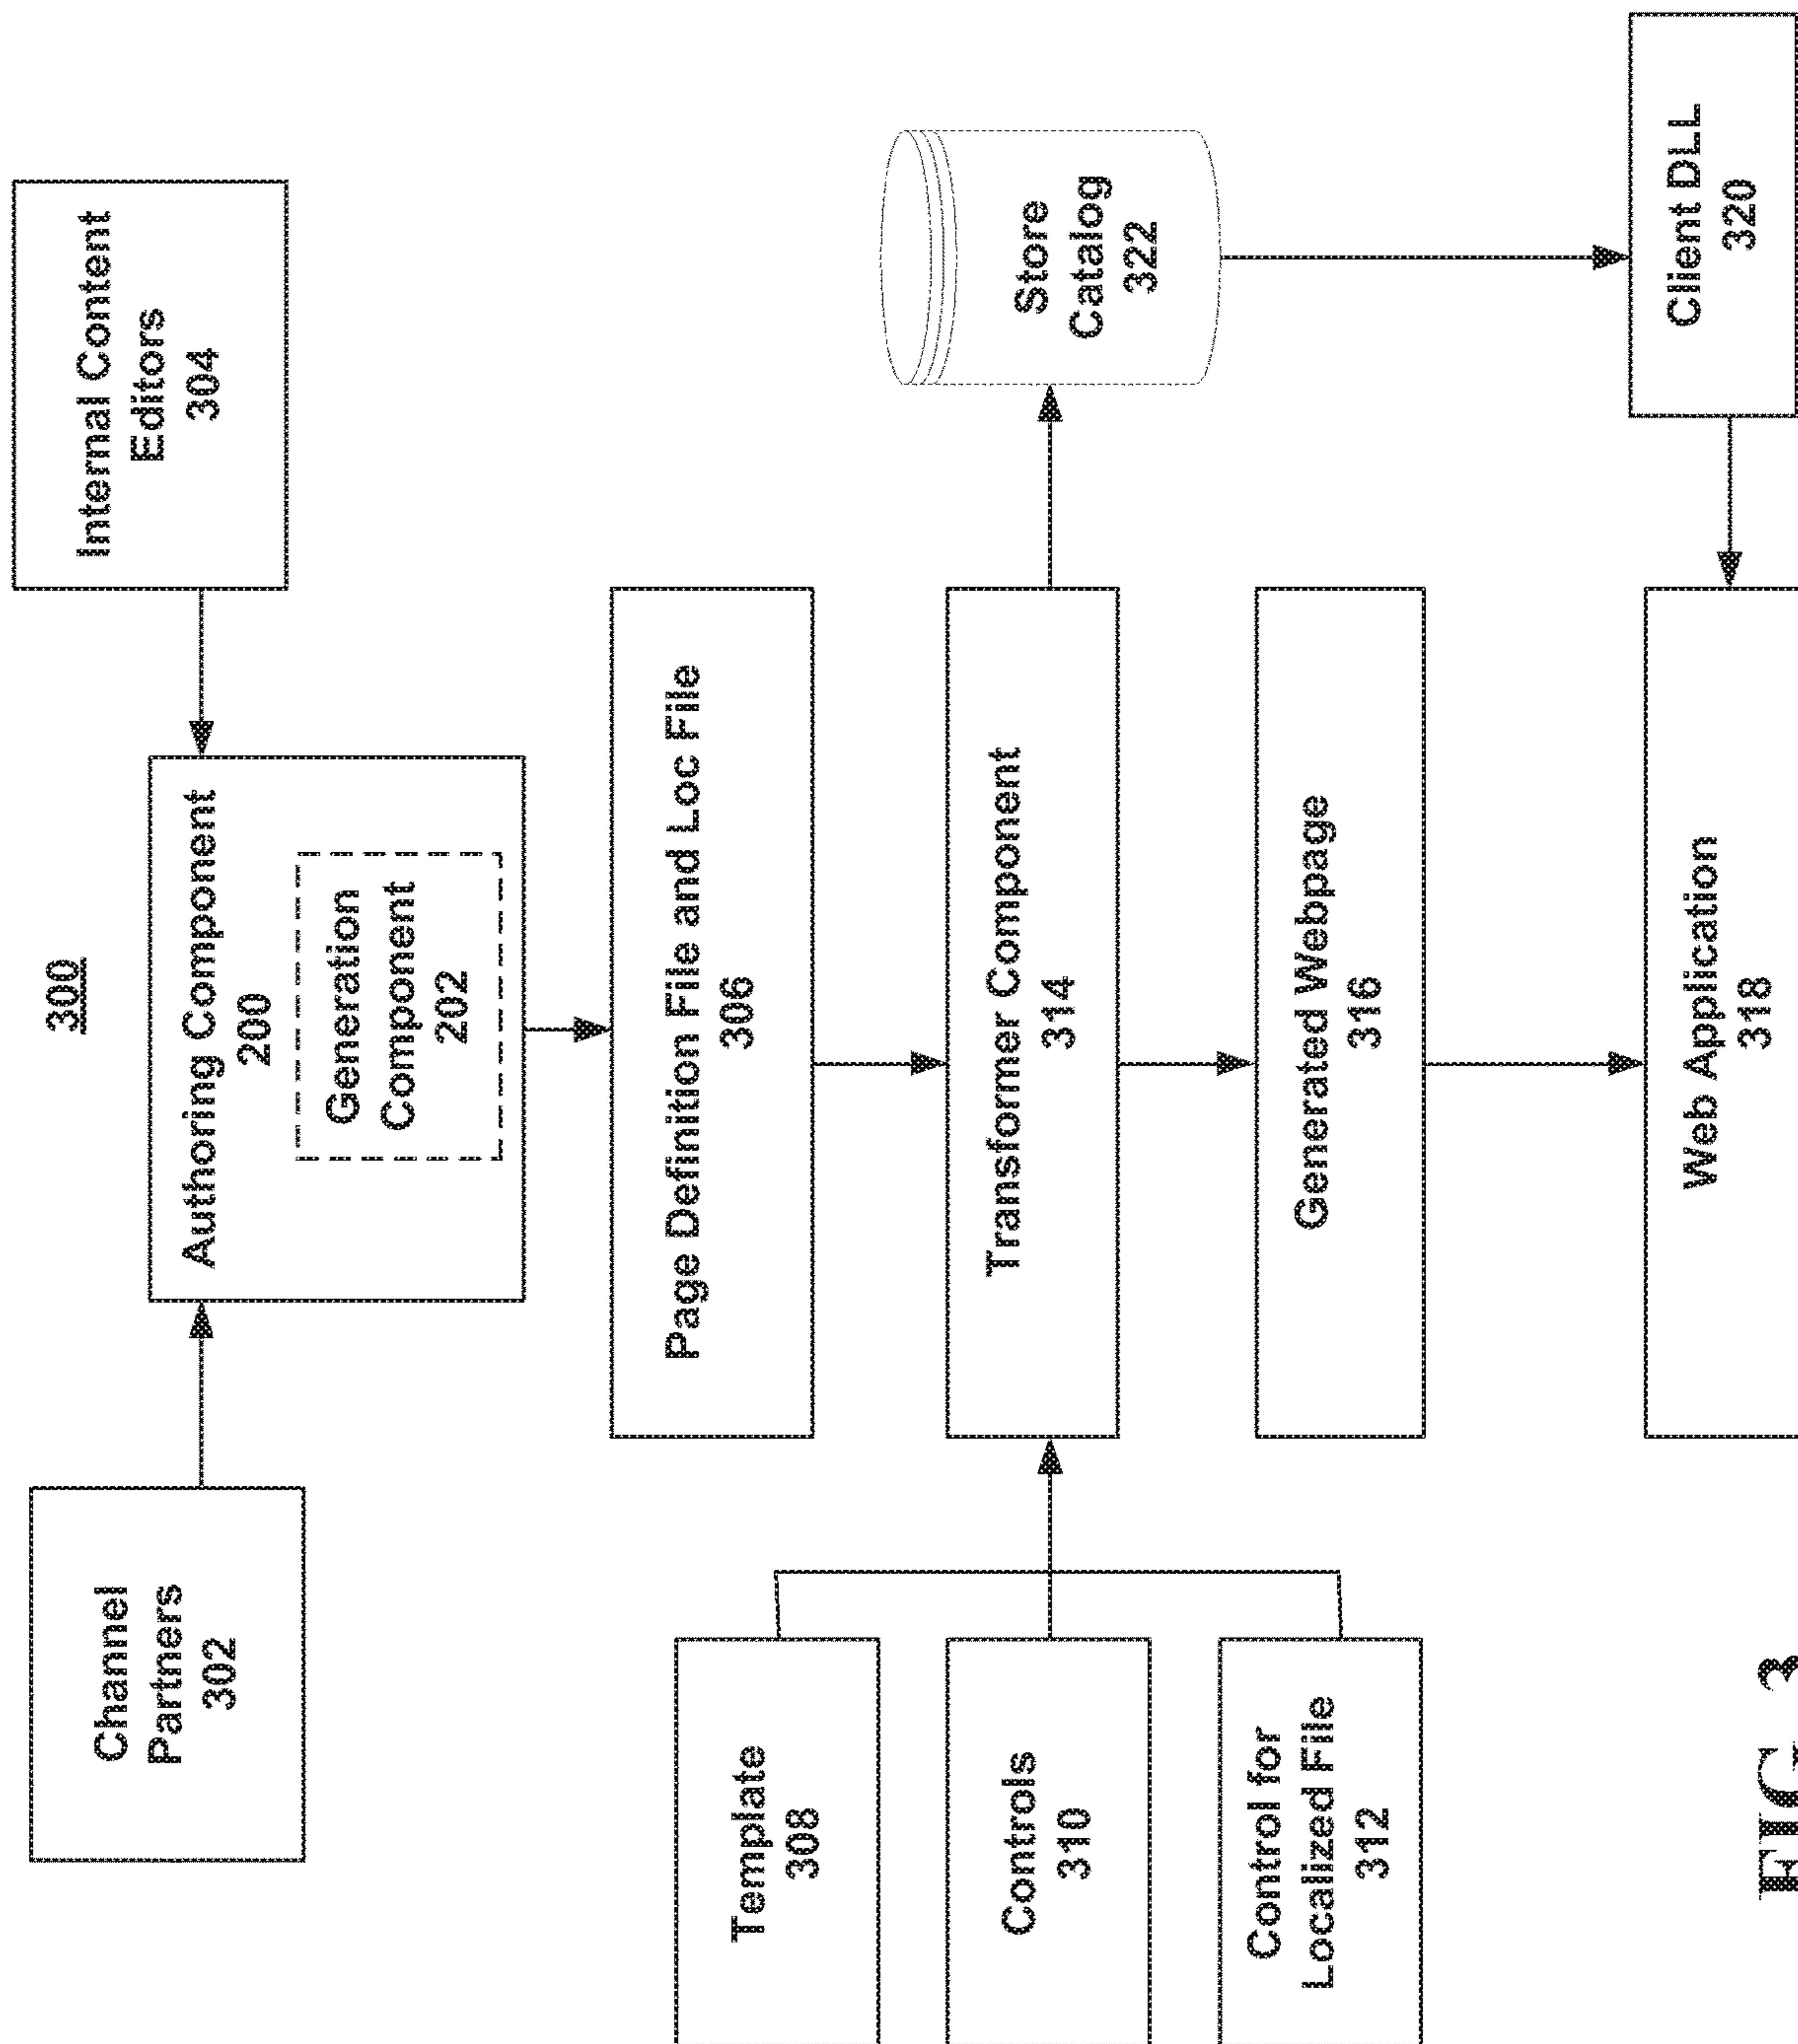 300
Channel
Partners
302
Authoring Component
200
Generation
Component
202
Internal Content
Editors
304
Page Definition File and Loc File
306
Template
308
Controls
310
Control for
Localized File
312
Transformer Component
314
Store
Catalog
322
Generated Webpage
316
Web Application
318
Client DLL
320
FIG. 3